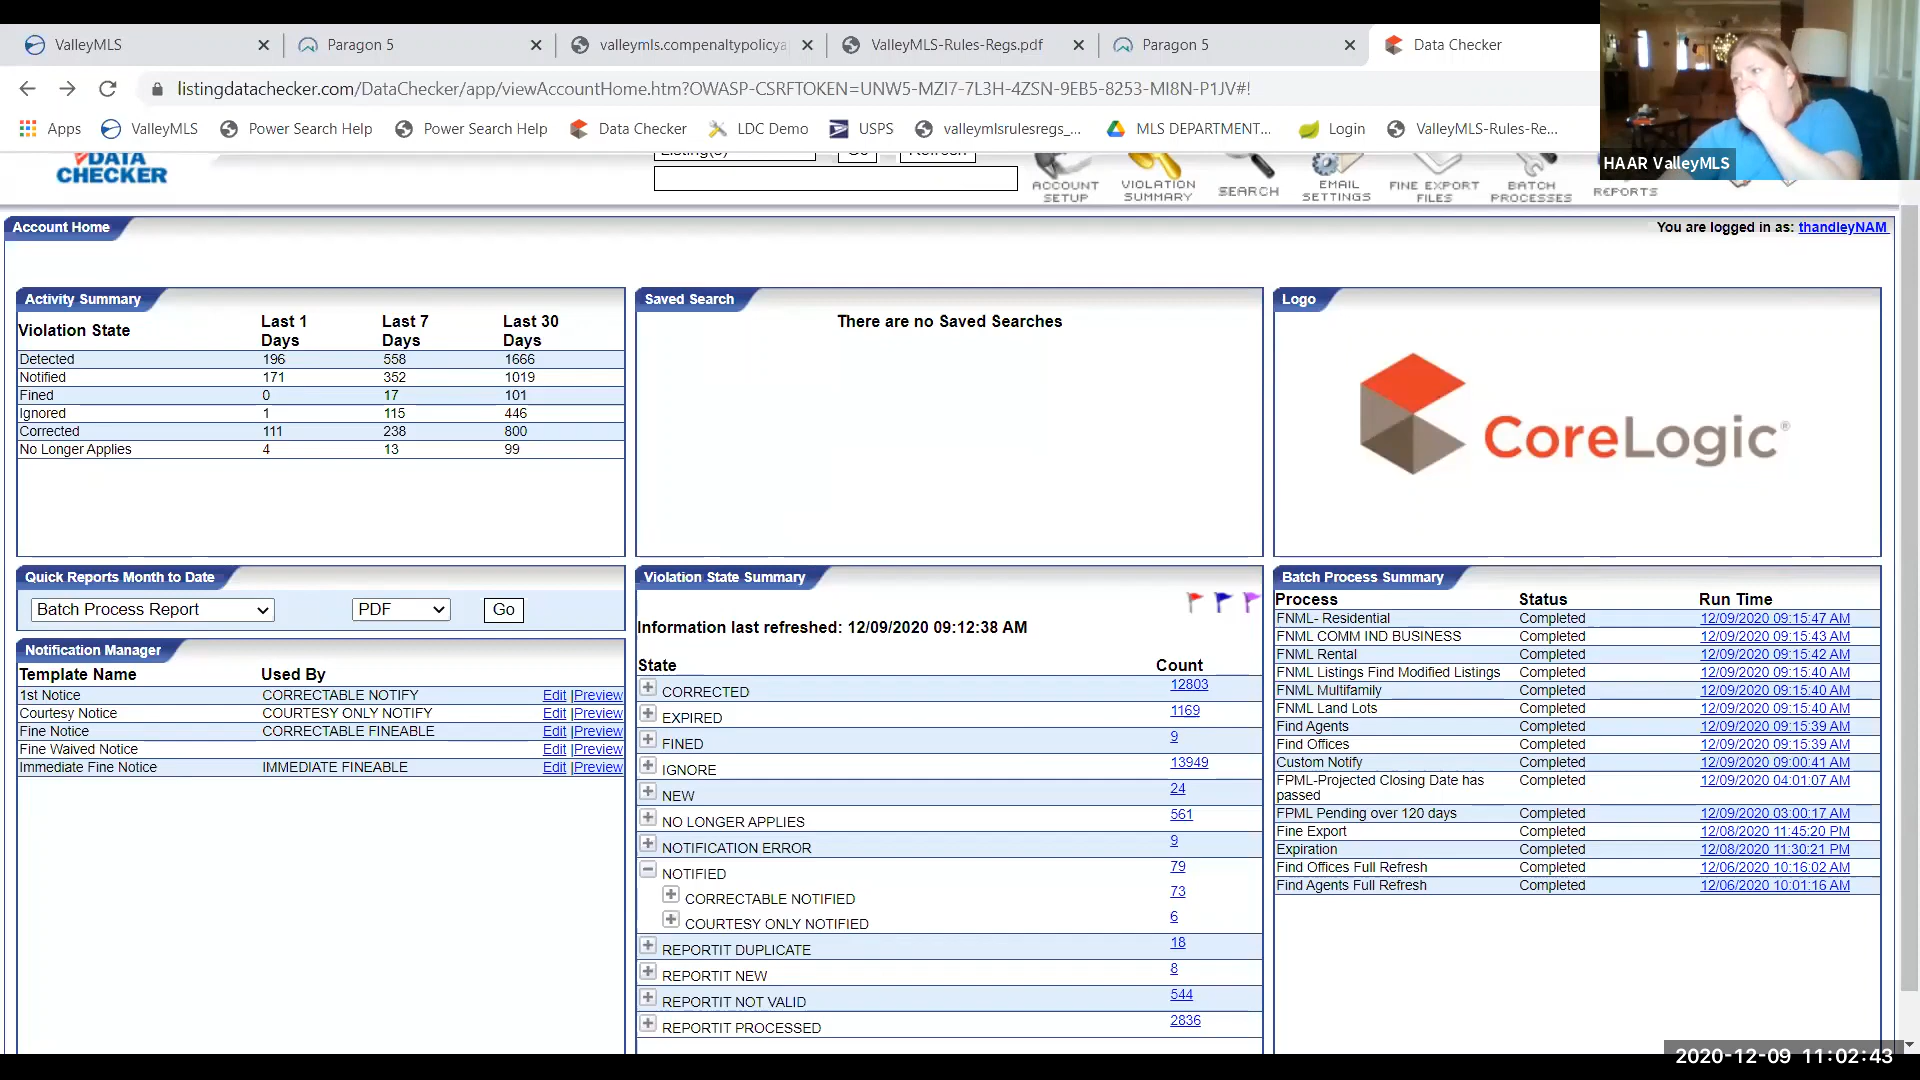 ValleyMLS
Paragon 5
valleymls.compenaltypolicya
ValleyMLS-Rules-Regs.pdf
Paragon 5
Data Checker
listingdatachecker.com/DataChecker/app/viewAccountHome.htm?OWASP-CSRFTOKEN=UNW5-MZI7-7L3H-4ZSN-9EB5-8253-MI8N-P1JV#!
Apps
ValleyMLS
Power Search Help
Power Search Help
Data Checker
LDC Demo
USPS
valleymlsrulesregs_...
MLS DEPARTMENT...
Login
ValleyMLS-Rules-Re...
HAAR ValleyMLS
DATA
CHECKER
Listing(s)
Go
Refresh
ACCOUNT SETUP
VIOLATION SUMMARY
SEARCH
EMAIL SETTINGS
FINE EXPORT FILES
BATCH PROCESSES
REPORTS
Account Home
You are logged in as: thandleyNAM
Activity Summary
Violation State Last 1 Days Last 7 Days Last 30 Days
Detected 196 558 1666
Notified 171 352 1019
Fined 0 17 101
Ignored 1 115 446
Corrected 111 238 800
No Longer Applies 4 13 99
Saved Search
There are no Saved Searches
Logo
CoreLogic®
Quick Reports Month to Date
Batch Process Report PDF Go
Notification Manager
Template Name Used By
1st Notice CORRECTABLE NOTIFY Edit |Preview
Courtesy Notice COURTESY ONLY NOTIFY Edit |Preview
Fine Notice CORRECTABLE FINEABLE Edit |Preview
Fine Waived Notice Edit |Preview
Immediate Fine Notice IMMEDIATE FINEABLE Edit |Preview
Violation State Summary
Information last refreshed: 12/09/2020 09:12:38 AM
State Count
CORRECTED 12803
EXPIRED 1169
FINED 9
IGNORE 13949
NEW 24
NO LONGER APPLIES 561
NOTIFICATION ERROR 9
NOTIFIED 79
CORRECTABLE NOTIFIED 73
COURTESY ONLY NOTIFIED 6
REPORTIT DUPLICATE 18
REPORTIT NEW 8
REPORTIT NOT VALID 544
REPORTIT PROCESSED 2836
Batch Process Summary
Process Status Run Time
FNML- Residential Completed 12/09/2020 09:15:47 AM
FNML COMM IND BUSINESS Completed 12/09/2020 09:15:43 AM
FNML Rental Completed 12/09/2020 09:15:42 AM
FNML Listings Find Modified Listings Completed 12/09/2020 09:15:40 AM
FNML Multifamily Completed 12/09/2020 09:15:40 AM
FNML Land Lots Completed 12/09/2020 09:15:40 AM
Find Agents Completed 12/09/2020 09:15:39 AM
Find Offices Completed 12/09/2020 09:15:39 AM
Custom Notify Completed 12/09/2020 09:00:41 AM
FPML-Projected Closing Date has Completed 12/09/2020 04:01:07 AM
passed
FPML Pending over 120 days Completed 12/09/2020 03:00:17 AM
Fine Export Completed 12/08/2020 11:45:20 PM
Expiration Completed 12/08/2020 11:30:21 PM
Find Offices Full Refresh Completed 12/06/2020 10:16:02 AM
Find Agents Full Refresh Completed 12/06/2020 10:01:16 AM
2020-12-09 11:02:43